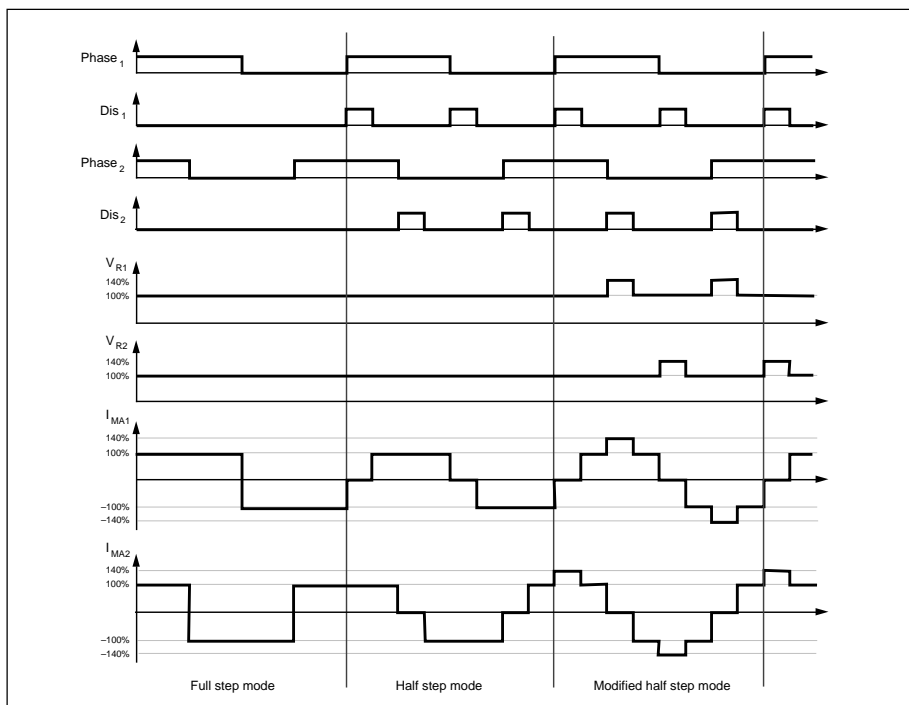 Phase 1
Dis 1
Phase 2
Dis 2
V R1
140%
100%
V R2
140%
100%
I MA1
140%
100%
–100%
–140%
I MA2
140%
100%
–100%
–140%
Full step mode Half step mode Modified half step mode